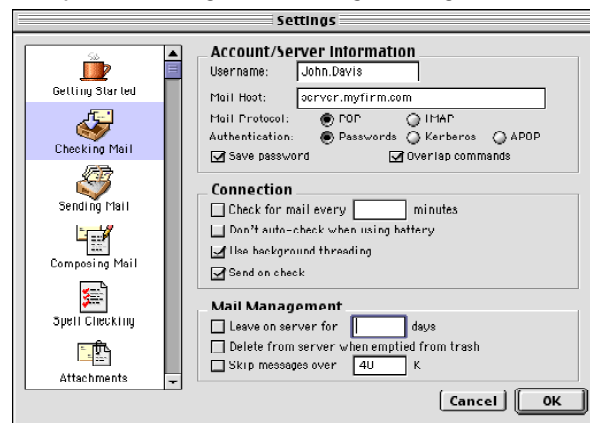 Settings
Getting Started
Checking Mail
Sending Mail
Composing Mail
Spell Checking
Attachments
Account/Server Information
Username: John.Davis
Mail Host: server.myfirm.com
Mail Protocol: POP IMAP
Authentication: Passwords Kerberos APOP
Save password Overlap commands
Connection
Check for mail every minutes
Don't auto-check when using battery
Use background threading
Send on check
Mail Management
Leave on server for days
Delete from server when emptied from trash
Skip messages over 40 K
Cancel OK